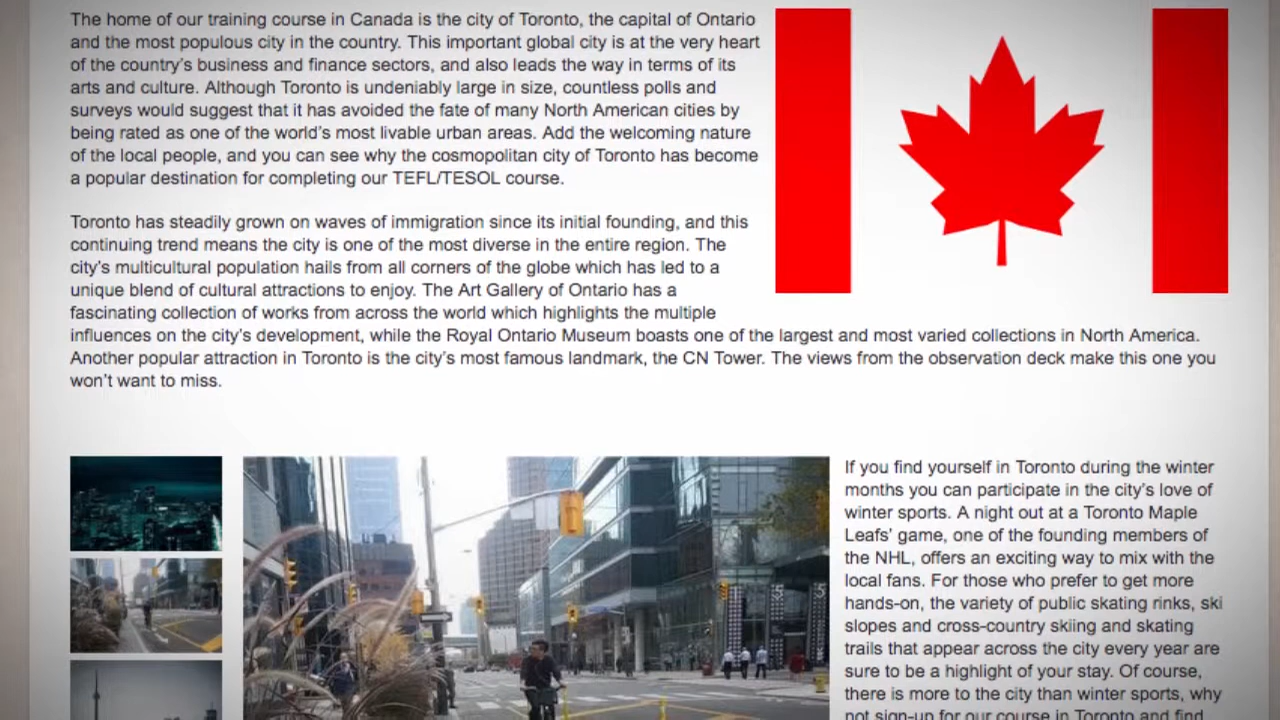 The home of our training course in Canada is the city of Toronto, the capital of Ontario
and the most populous city in the country. This important global city is at the very heart
of the country's business and finance sectors, and also leads the way in terms of its
arts and culture. Although Toronto is undeniably large in size, countless polls and
surveys would suggest that it has avoided the fate of many North American cities by
being rated as one of the world's most livable urban areas. Add the welcoming nature
of the local people, and you can see why the cosmopolitan city of Toronto has become
a popular destination for completing our TEFL/TESOL course.
Toronto has steadily grown on waves of immigration since its initial founding, and this
continuing trend means the city is one of the most diverse in the entire region. The
city's multicultural population hails from all corners of the globe which has led to a
unique blend of cultural attractions to enjoy. The Art Gallery of Ontario has a
fascinating collection of works from across the world which highlights the multiple
influences on the city's development, while the Royal Ontario Museum boasts one of the largest and most varied collections in North America.
Another popular attraction in Toronto is the city's most famous landmark, the CN Tower. The views from the observation deck make this one you
won't want to miss.
If you find yourself in Toronto during the winter
months you can participate in the city's love of
winter sports. A night out at a Toronto Maple
Leafs' game, one of the founding members of
the NHL, offers an exciting way to mix with the
local fans. For those who prefer to get more
hands-on, the variety of public skating rinks, ski
slopes and cross-country skiing and skating
trails that appear across the city every year are
sure to be a highlight of your stay. Of course,
there is more to the city than winter sports, why
not sign-up for our course in Toronto and find